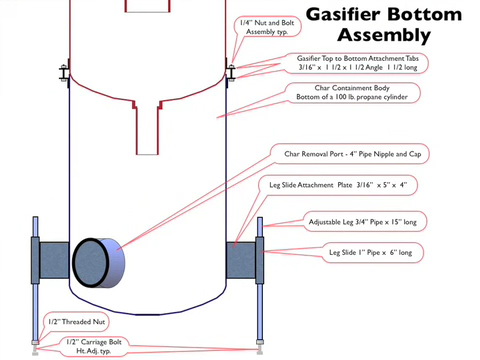 Gasifier Bottom
Assembly
1/4" Nut and Bolt
Assembly typ.
Gasifier Top to Bottom Attachment Tabs
3/16" x 1 1/2 x 1 1/2 Angle 1 1/2 long
Char Containment Body
Bottom of a 100 lb. propane cylinder
Char Removal Port - 4" Pipe Nipple and Cap
Leg Slide Attachment Plate 3/16" x 5" x 4"
Adjustable Leg 3/4" Pipe x 15" long
Leg Slide 1" Pipe x 6" long
1/2" Threaded Nut
1/2" Carriage Bolt
Ht. Adj. typ.